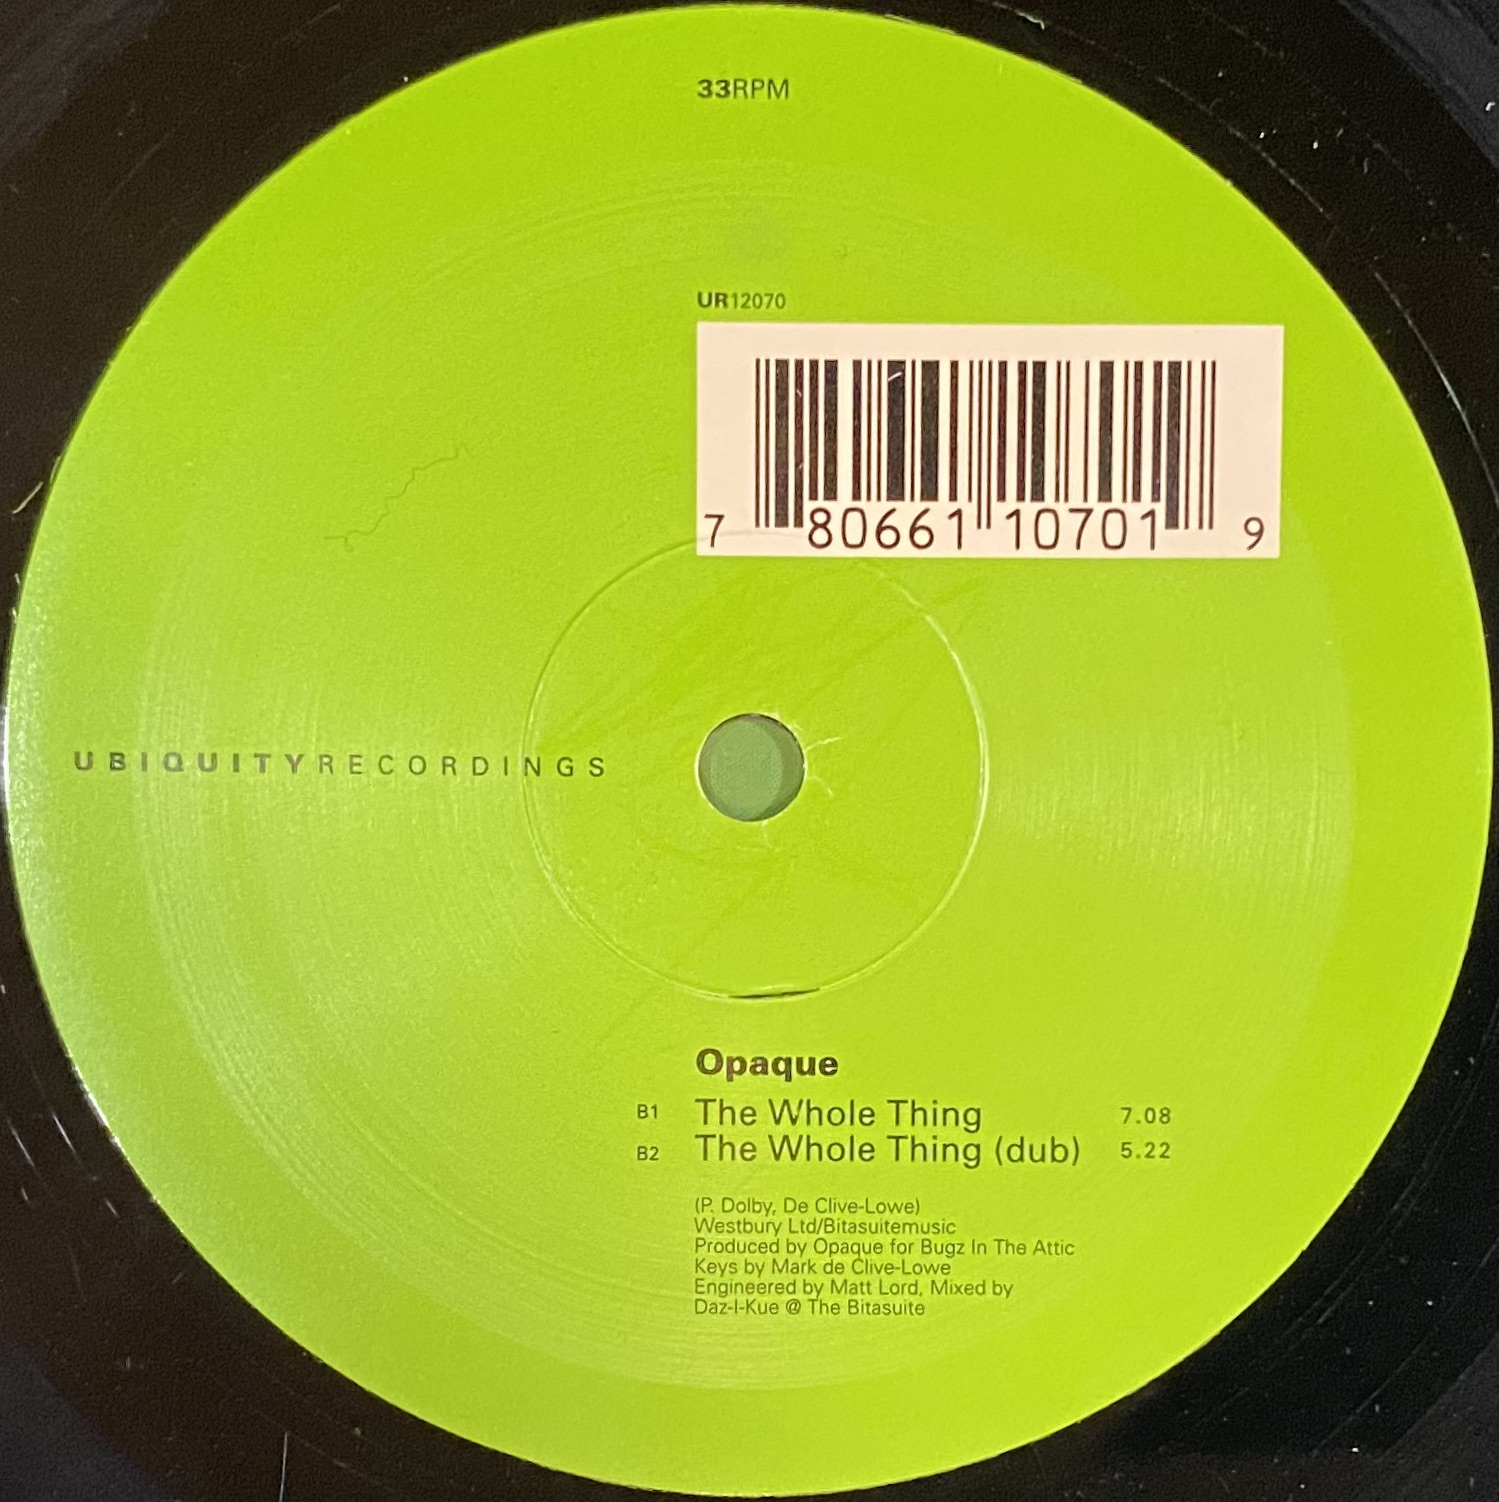 33RPM
UR12070
7 80661 10701 9
UBIQUITYRECORDINGS
Opaque
B1 The Whole Thing 7.08
B2 The Whole Thing (dub) 5.22
(P. Dolby, De Clive-Lowe)
Westbury Ltd/Bitasuitemusic
Produced by Opaque for Bugz In The Attic
Keys by Mark de Clive-Lowe
Engineered by Matt Lord, Mixed by
Daz-I-Kue @ The Bitasuite